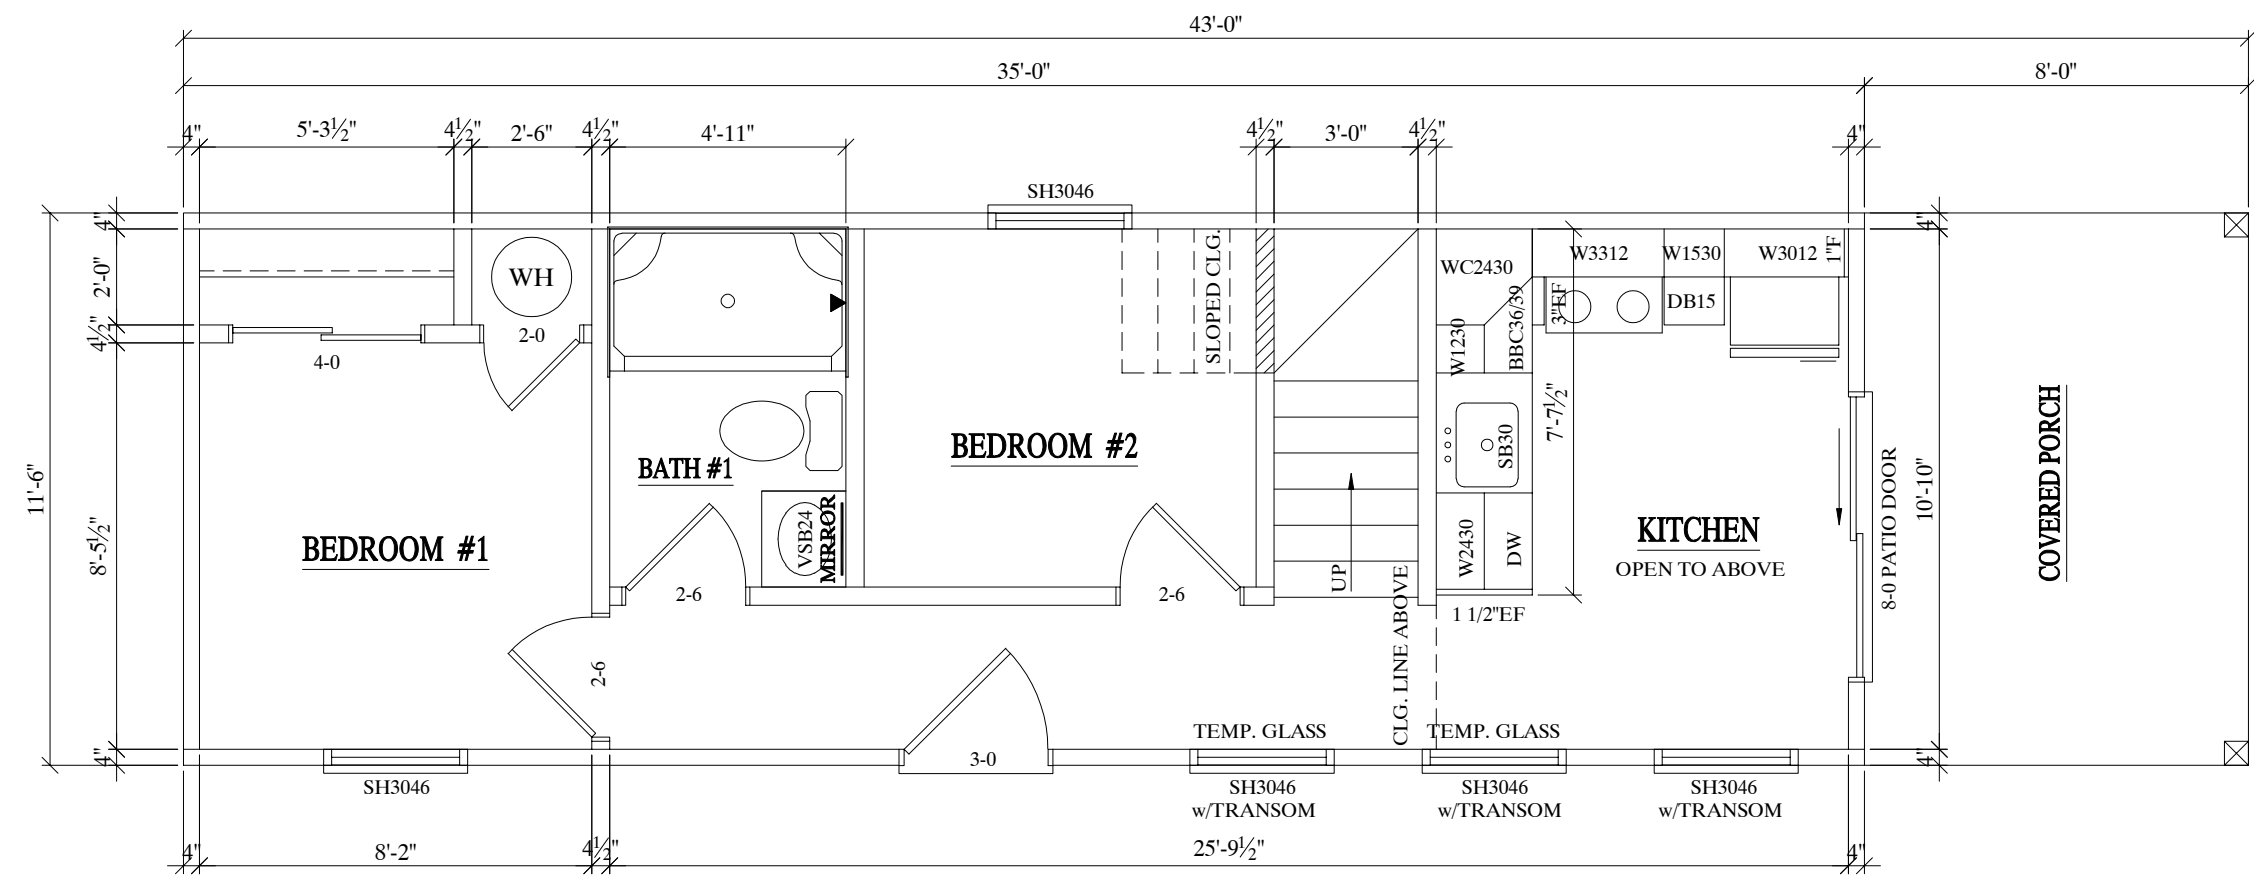 43'-0"
35'-0"
8'-0"
4"
5'-3½"
4½"
2'-6"
4½"
4'-11"
4½"
3'-0"
4½"
4"
SH3046
4"
2'-0"
4½"
8'-5½"
4"
11'-6"
WH
2-0
4-0
SLOPED CLG.
WC2430
W3312
W1530
W3012
1"F
3"EF
DB15
BBC36/39
W1230
7'-7½"
SB30
W2430
DW
1 1/2"EF
BATH #1
VSB24
MIRROR
BEDROOM #2
BEDROOM #1
2-6
2-6
2-6
UP
CLG. LINE ABOVE
KITCHEN
OPEN TO ABOVE
8-0 PATIO DOOR
4"
10'-10"
4"
COVERED PORCH
3-0
TEMP. GLASS
TEMP. GLASS
SH3046
SH3046
w/TRANSOM
SH3046
w/TRANSOM
SH3046
w/TRANSOM
4"
8'-2"
4½"
25'-9½"
4"